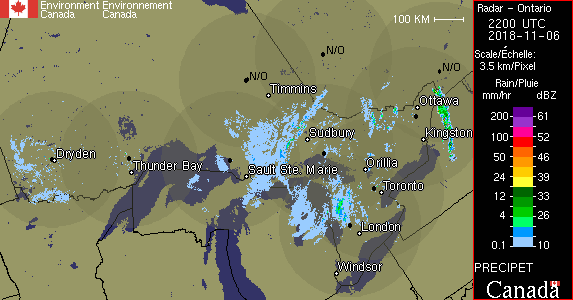 Environment Environnement
Canada Canada
100 KM
N/O
N/O
N/O
Timmins
Ottawa
Sudbury
Kingston
Dryden
Thunder Bay
Sault Ste. Marie
Orillia
Toronto
London
Windsor
Radar - Ontario
2200 UTC
2018-11-06
Scale/Échelle:
3.5 km/Pixel
Rain/Pluie
mm/hr dBZ
200 61
100 52
50 46
24 39
12 33
4 26
0.1 10
PRECIPET
Canada